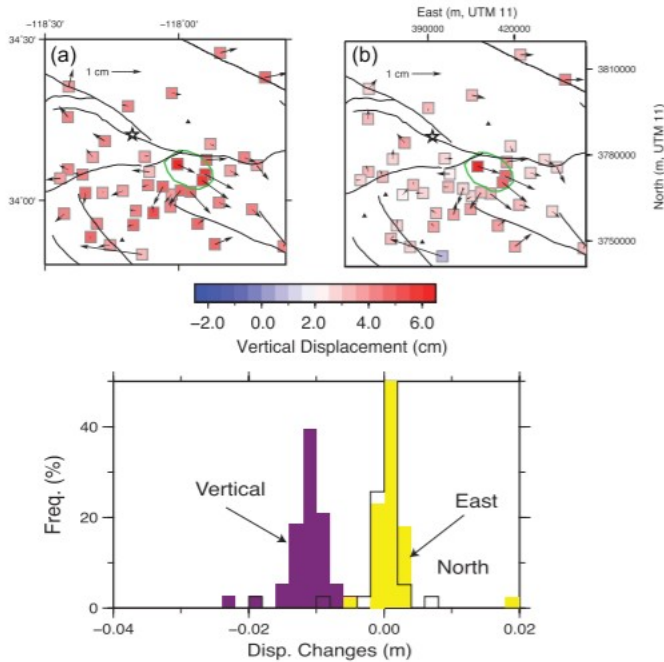 East (m, UTM 11)
−118˚30'
−118˚00'
390000
420000
34˚30'
(a)
(b)
1 cm
1 cm
3810000
3780000
3750000
North (m, UTM 11)
34˚00'
−2.0 0.0 2.0 4.0 6.0
Vertical Displacement (cm)
Freq. (%)
40
20
0
Vertical
East
North
−0.04 −0.02 0.00 0.02
Disp. Changes (m)